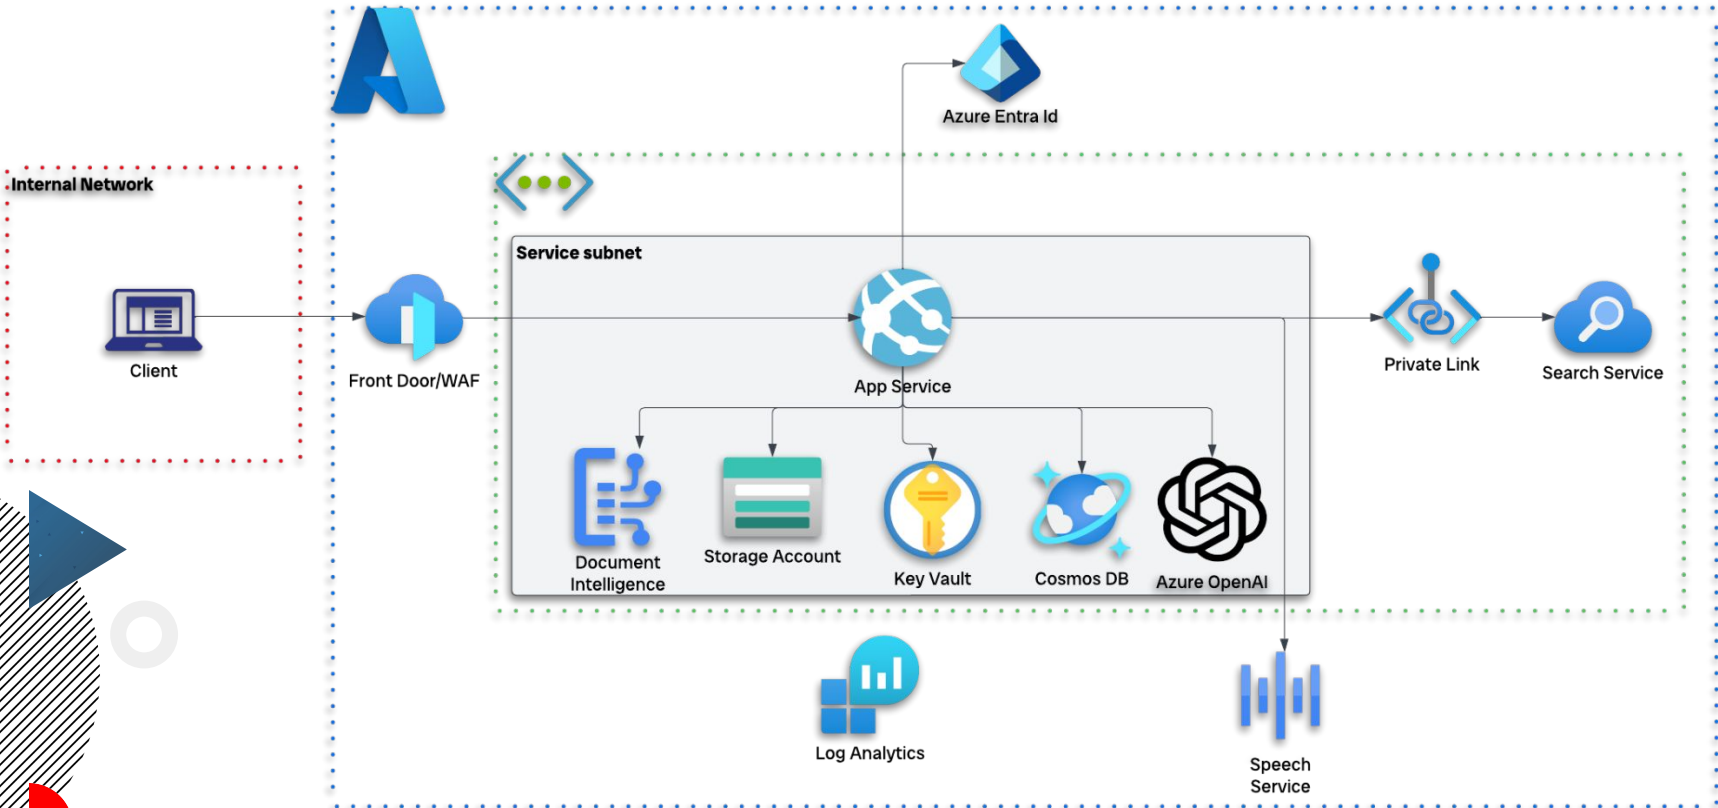 Azure Entra Id
Internal Network
Service subnet
Client
Front Door/WAF
App Service
Private Link
Search Service
Document
Intelligence
Storage Account
Key Vault
Cosmos DB
Azure OpenAI
Log Analytics
Speech
Service